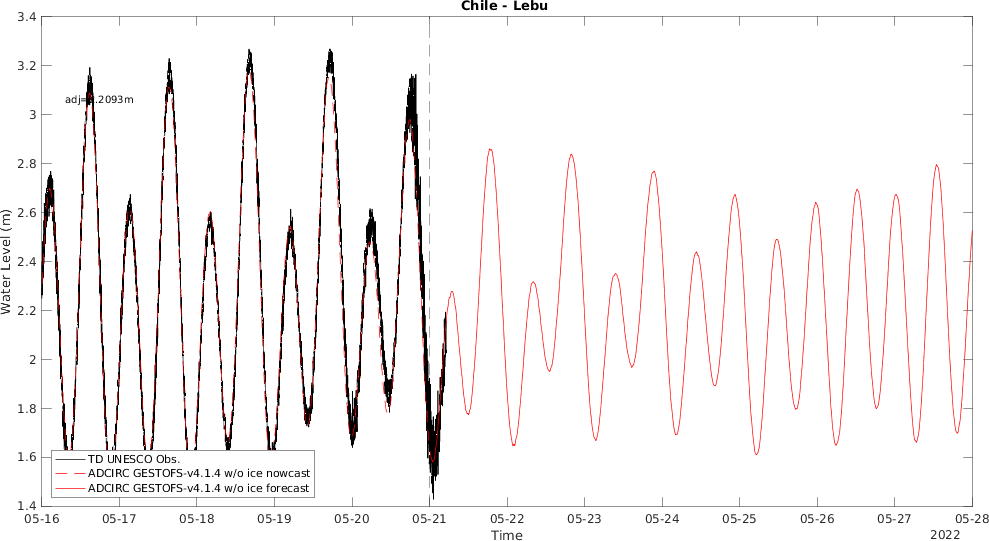 Chile - Lebu
3.4
3.2
3
2.8
2.6
2.4
2.2
2
1.8
1.6
1.4
Water Level (m)
TD UNESCO Obs.
ADCIRC GESTOFS-v4.1.4 w/o ice nowcast
ADCIRC GESTOFS-v4.1.4 w/o ice forecast
05-16 05-17 05-18 05-19 05-20 05-21 05-22 05-23 05-24 05-25 05-26 05-27 05-28
Time
2022